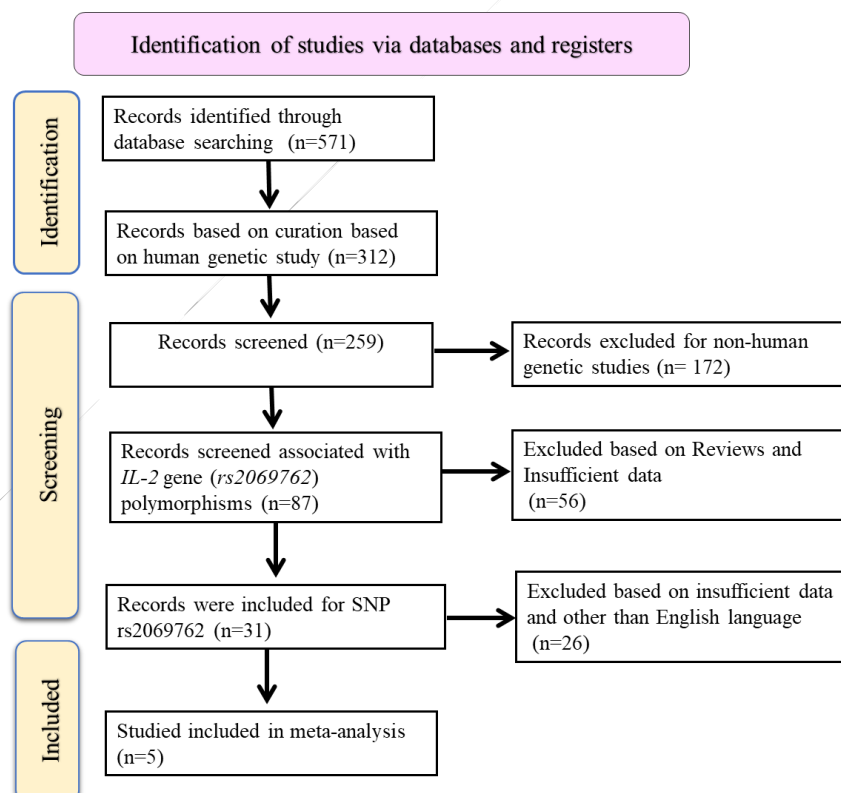 Identification of studies via databases and registers
Identification
Records identified through
database searching (n=571)
Records based on curation based
on human genetic study (n=312)
Screening
Records screened (n=259)
Records excluded for non-human
genetic studies (n= 172)
Records screened associated with
IL-2 gene (rs2069762)
polymorphisms (n=87)
Excluded based on Reviews and
Insufficient data
(n=56)
Records were included for SNP
rs2069762 (n=31)
Excluded based on insufficient data
and other than English language
(n=26)
Included
Studied included in meta-analysis
(n=5)